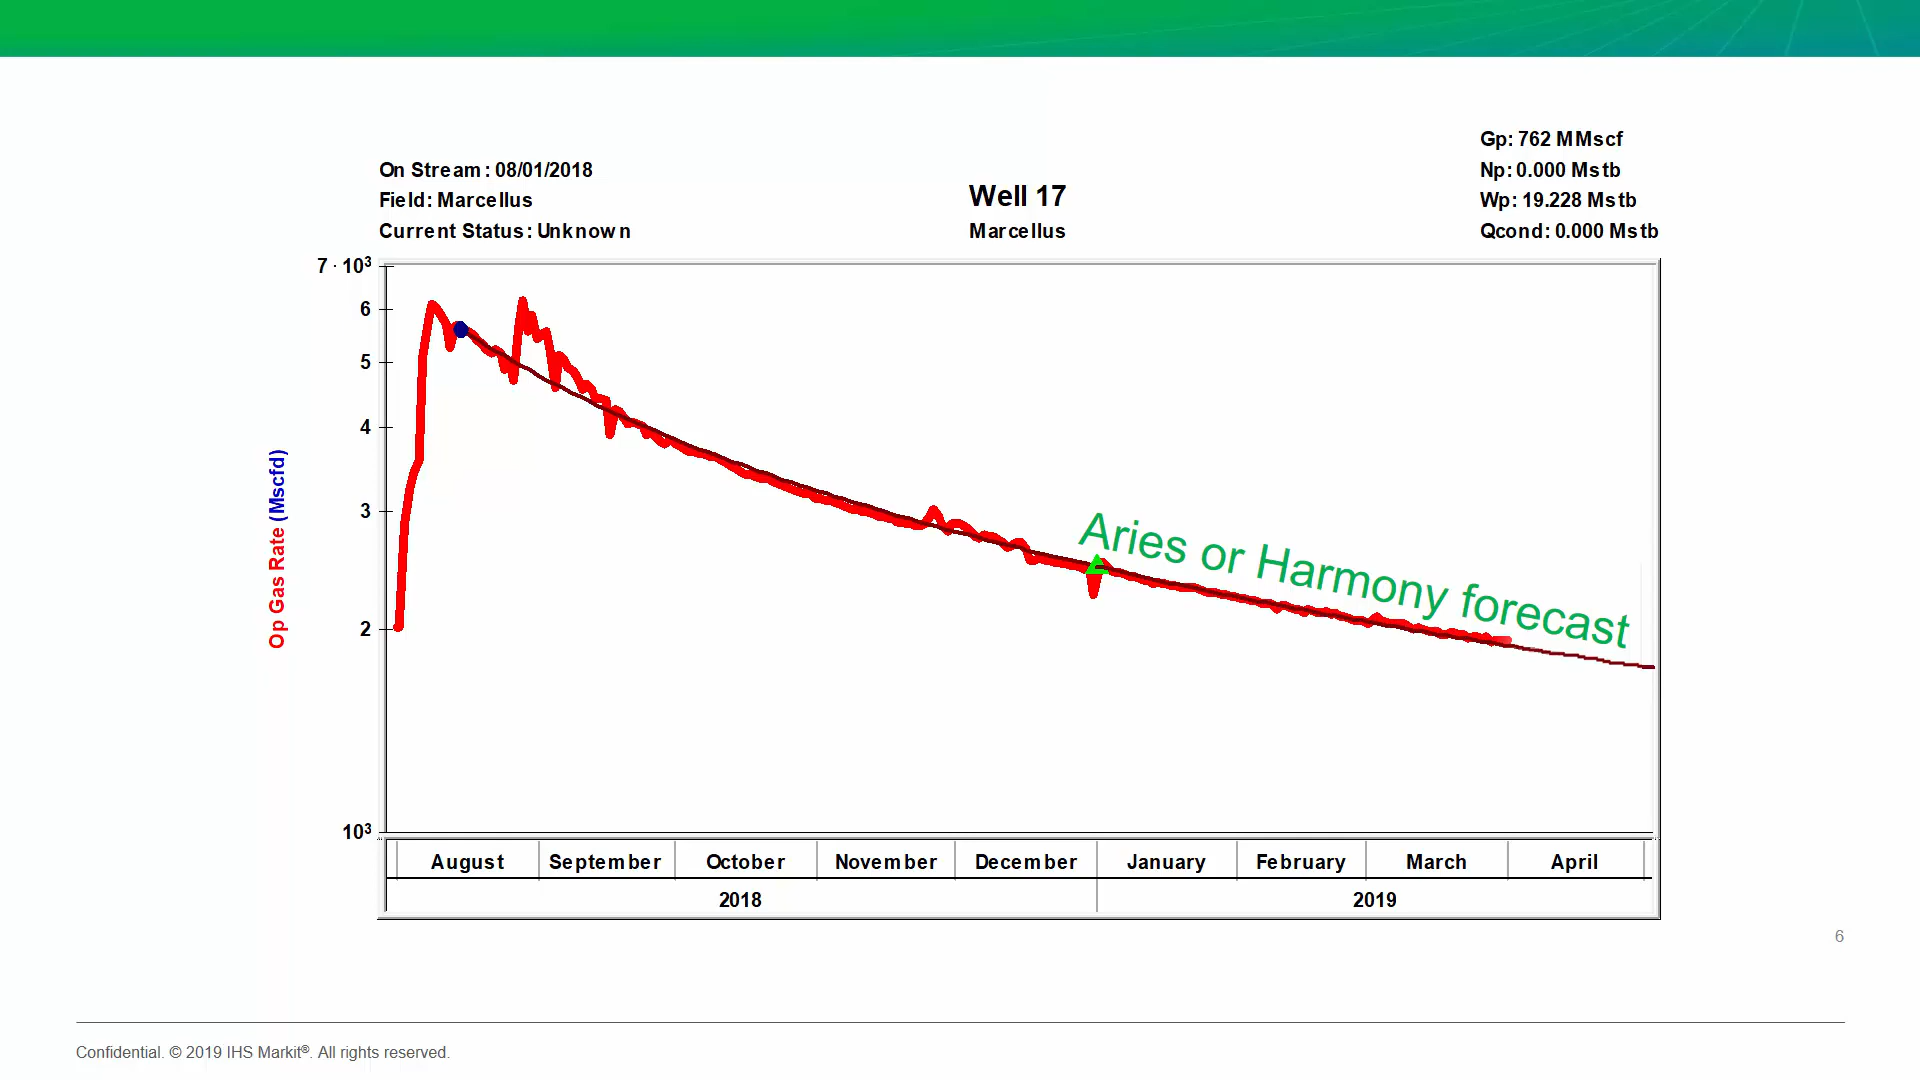 Gp: 762 MMscf
On Stream: 08/01/2018
Np: 0.000 Mstb
Field: Marcellus
Well 17
Wp: 19.228 Mstb
Current Status: Unknown
Marcellus
Qcond: 0.000 Mstb
7 · 10³
6
5
4
3
2
10³
Op Gas Rate (Mscfd)
Aries or Harmony forecast
August September October November December January February March April
2018 2019
6
Confidential. © 2019 IHS Markit®. All rights reserved.